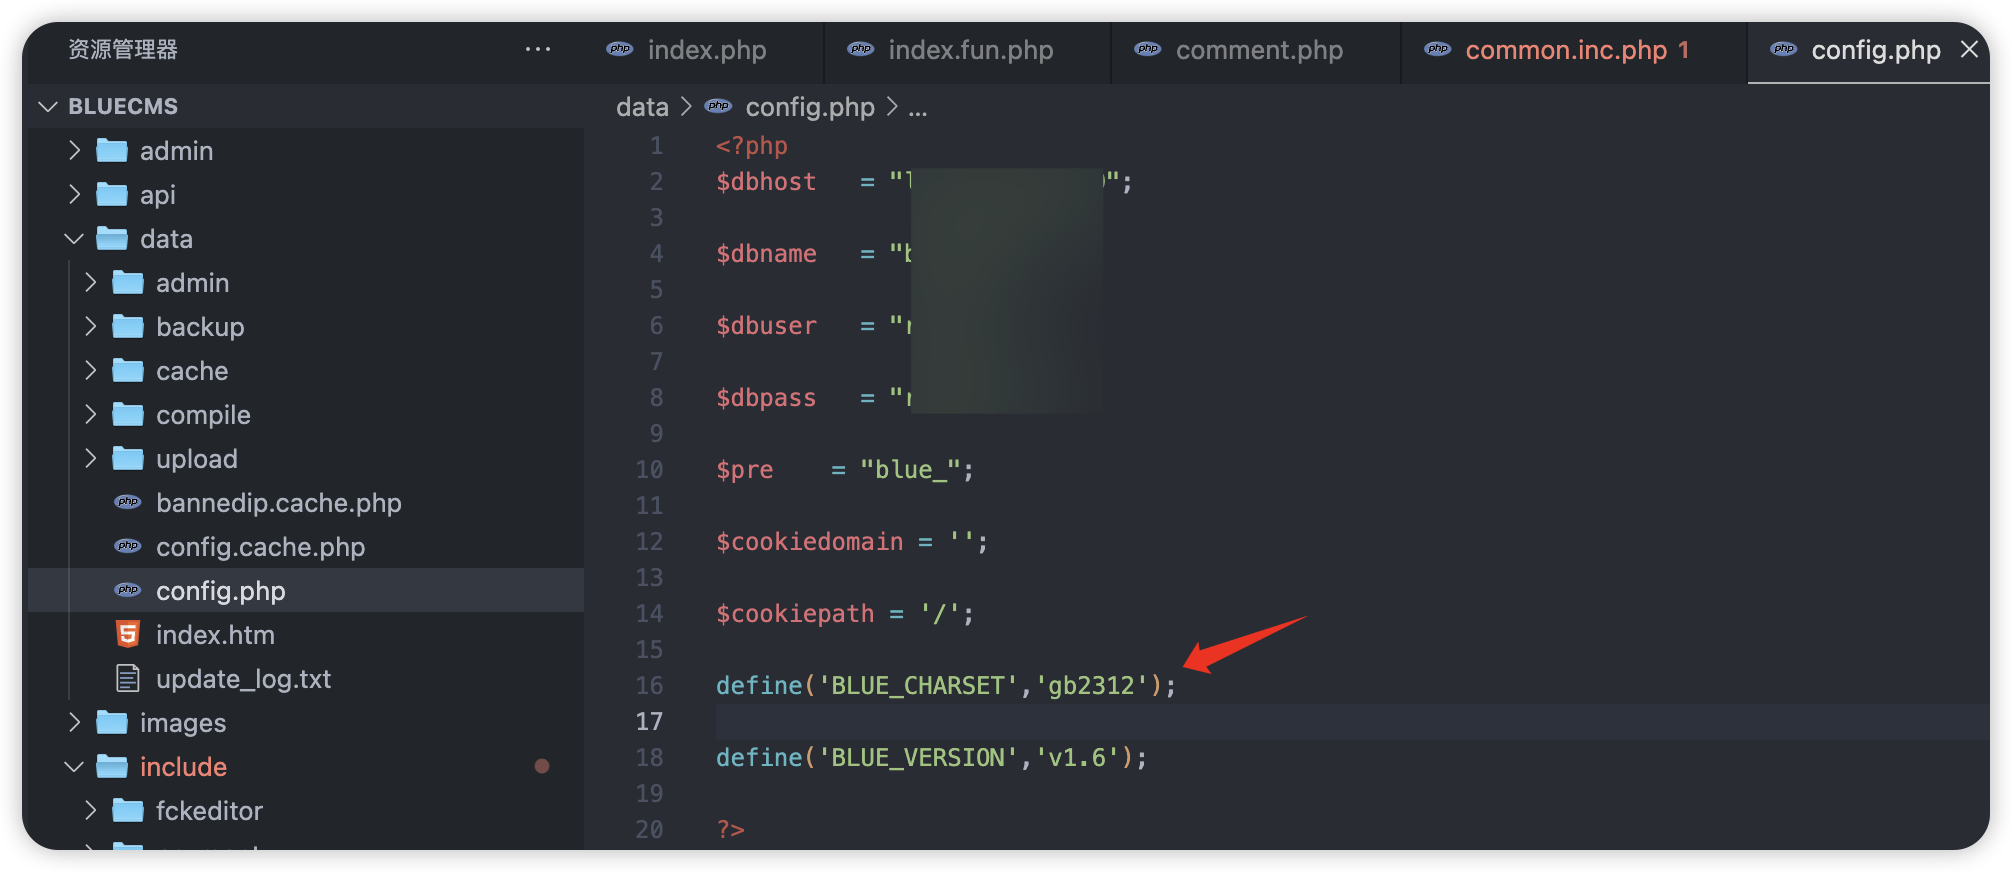 资源管理器 ···
BLUECMS
admin
api
data
admin
backup
cache
compile
upload
bannedip.cache.php
config.cache.php
config.php
index.htm
update_log.txt
images
include
fckeditor
index.php index.fun.php comment.php common.inc.php 1 config.php ×
data > config.php > ...
1 <?php
2 $dbhost = "l ";
3
4 $dbname = "b
5
6 $dbuser = "r
7
8 $dbpass = "r
9
10 $pre = "blue_";
11
12 $cookiedomain = '';
13
14 $cookiepath = '/';
15
16 define('BLUE_CHARSET','gb2312');
17
18 define('BLUE_VERSION','v1.6');
19
20 ?>